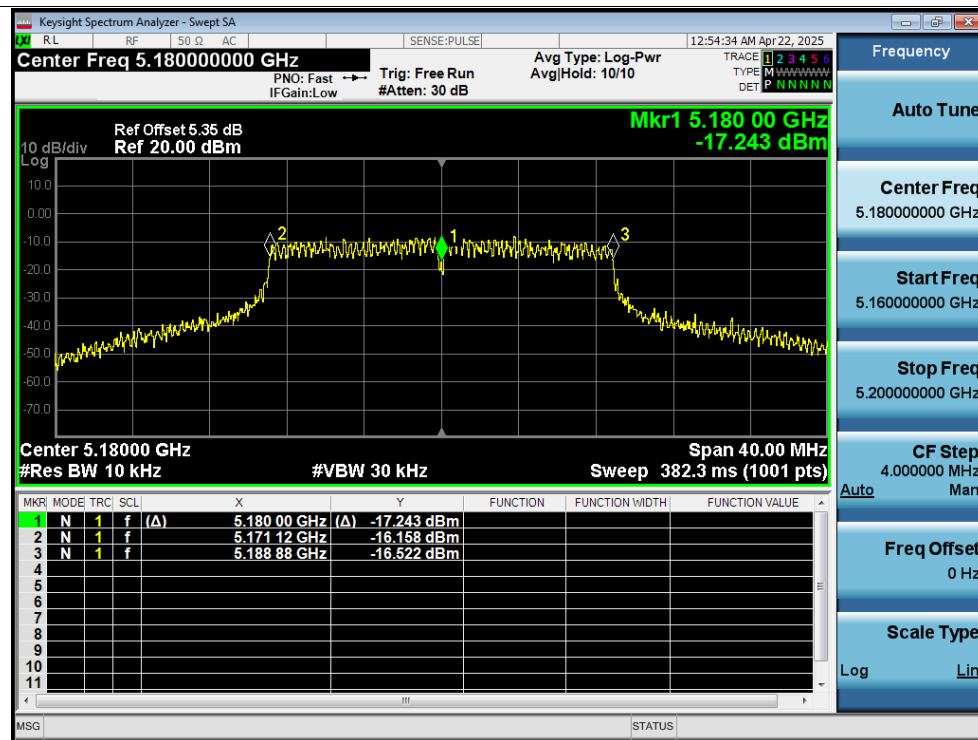 Keysight Spectrum Analyzer - Swept SA
LXI RL RF 50 Ω AC SENSE:PULSE 12:54:34 AM Apr 22, 2025
Center Freq 5.180000000 GHz
PNO: Fast
IFGain:Low
Trig: Free Run
#Atten: 30 dB
Avg Type: Log-Pwr
Avg|Hold: 10/10
TRACE 1 2 3 4 5 6
TYPE M WWWWW
DET P N N N N N
Mkr1 5.180 00 GHz
-17.243 dBm
Ref Offset 5.35 dB
10 dB/div Ref 20.00 dBm
Log
10.0
0.00
-10.0
-20.0
-30.0
-40.0
-50.0
-60.0
-70.0
2
1
3
Center 5.18000 GHz Span 40.00 MHz
#Res BW 10 kHz #VBW 30 kHz Sweep 382.3 ms (1001 pts)
MKR MODE TRC SCL X Y FUNCTION FUNCTION WIDTH FUNCTION VALUE
1 N 1 f (Δ) 5.180 00 GHz (Δ) -17.243 dBm
2 N 1 f 5.171 12 GHz -16.158 dBm
3 N 1 f 5.188 88 GHz -16.522 dBm
4
5
6
7
8
9
10
11
MSG STATUS
Frequency
Auto Tune
Center Freq
5.180000000 GHz
Start Freq
5.160000000 GHz
Stop Freq
5.200000000 GHz
CF Step
4.000000 MHz
Auto Man
Freq Offset
0 Hz
Scale Type
Log Lin